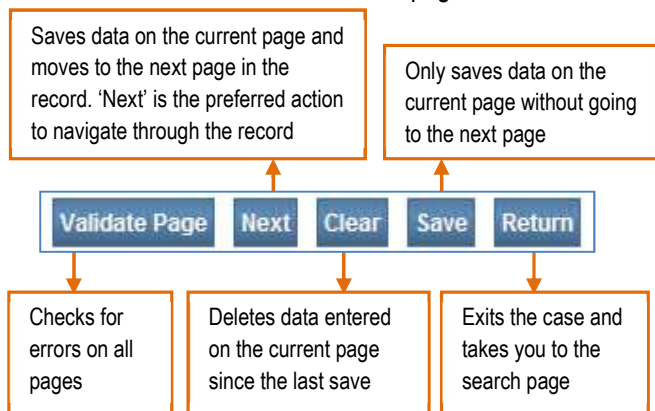 Saves data on the current page and
moves to the next page in the
record. ‘Next’ is the preferred action
to navigate through the record
Only saves data on the
current page without going
to the next page
Validate Page Next Clear Save Return
Checks for
errors on all
pages
Deletes data entered
on the current page
since the last save
Exits the case and
takes you to the
search page